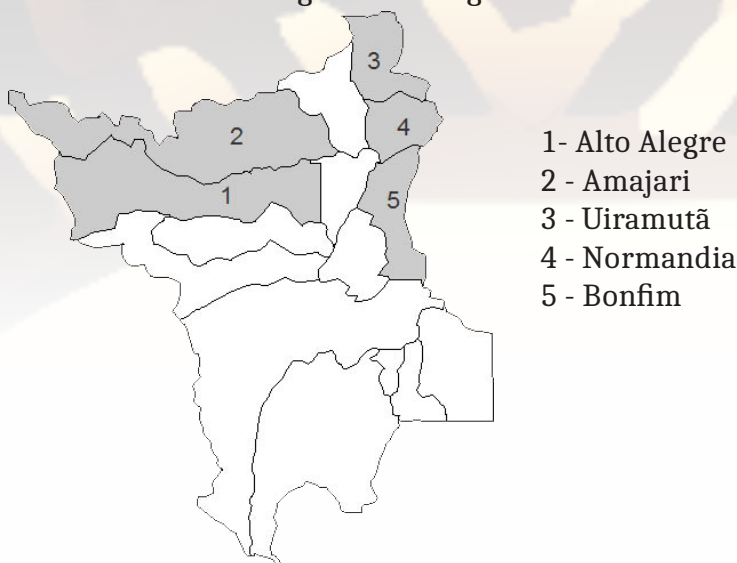 3
2
4
1
5
1- Alto Alegre
2 - Amajari
3 - Uiramutã
4 - Normandia
5 - Bonfim